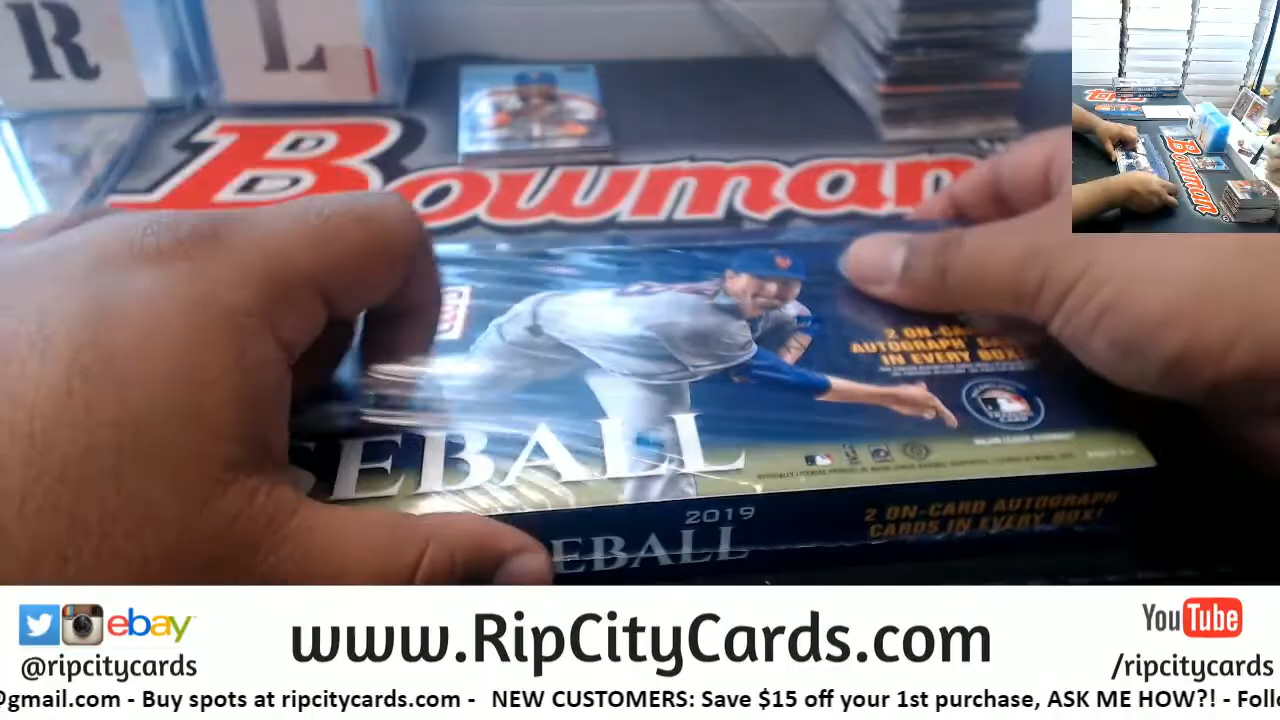 R L
Bowman
2 ON-CARD
AUTOGRAPH
IN EVERY BOX!
EBALL
2019
EBALL
2 ON-CARD AUTOGRAPH
CARDS IN EVERY BOX!
Bowman
ebay
@ripcitycards
www.RipCityCards.com
YouTube
/ripcitycards
@gmail.com - Buy spots at ripcitycards.com - NEW CUSTOMERS: Save $15 off your 1st purchase, ASK ME HOW?! - Follo